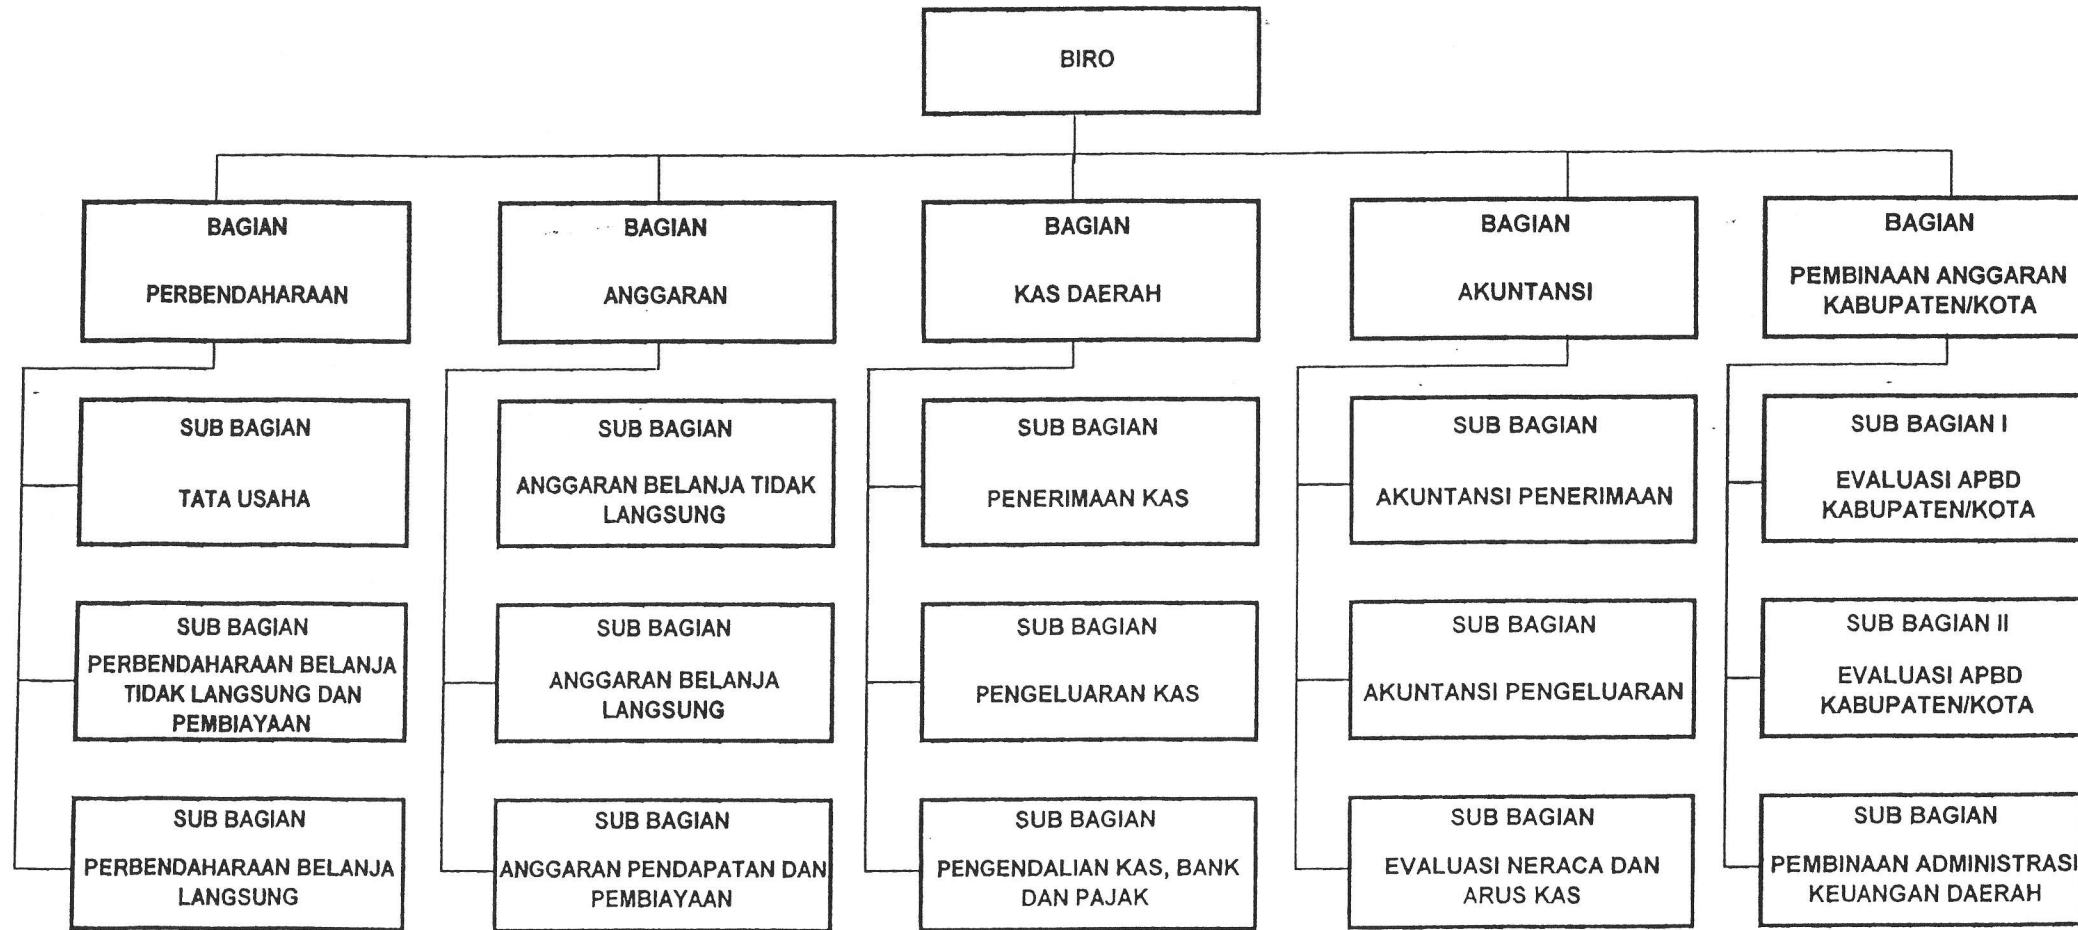 BIRO
BAGIAN
PERBENDAHARAAN
BAGIAN
ANGGARAN
BAGIAN
KAS DAERAH
BAGIAN
AKUNTANSI
BAGIAN
PEMBINAAN ANGGARAN
KABUPATEN/KOTA
SUB BAGIAN
TATA USAHA
SUB BAGIAN
ANGGARAN BELANJA TIDAK
LANGSUNG
SUB BAGIAN
PENERIMAAN KAS
SUB BAGIAN
AKUNTANSI PENERIMAAN
SUB BAGIAN I
EVALUASI APBD
KABUPATEN/KOTA
SUB BAGIAN
PERBENDAHARAAN BELANJA
TIDAK LANGSUNG DAN
PEMBIAYAAN
SUB BAGIAN
ANGGARAN BELANJA
LANGSUNG
SUB BAGIAN
PENGELUARAN KAS
SUB BAGIAN
AKUNTANSI PENGELUARAN
SUB BAGIAN II
EVALUASI APBD
KABUPATEN/KOTA
SUB BAGIAN
PERBENDAHARAAN BELANJA
LANGSUNG
SUB BAGIAN
ANGGARAN PENDAPATAN DAN
PEMBIAYAAN
SUB BAGIAN
PENGENDALIAN KAS, BANK
DAN PAJAK
SUB BAGIAN
EVALUASI NERACA DAN
ARUS KAS
SUB BAGIAN
PEMBINAAN ADMINISTRASI
KEUANGAN DAERAH